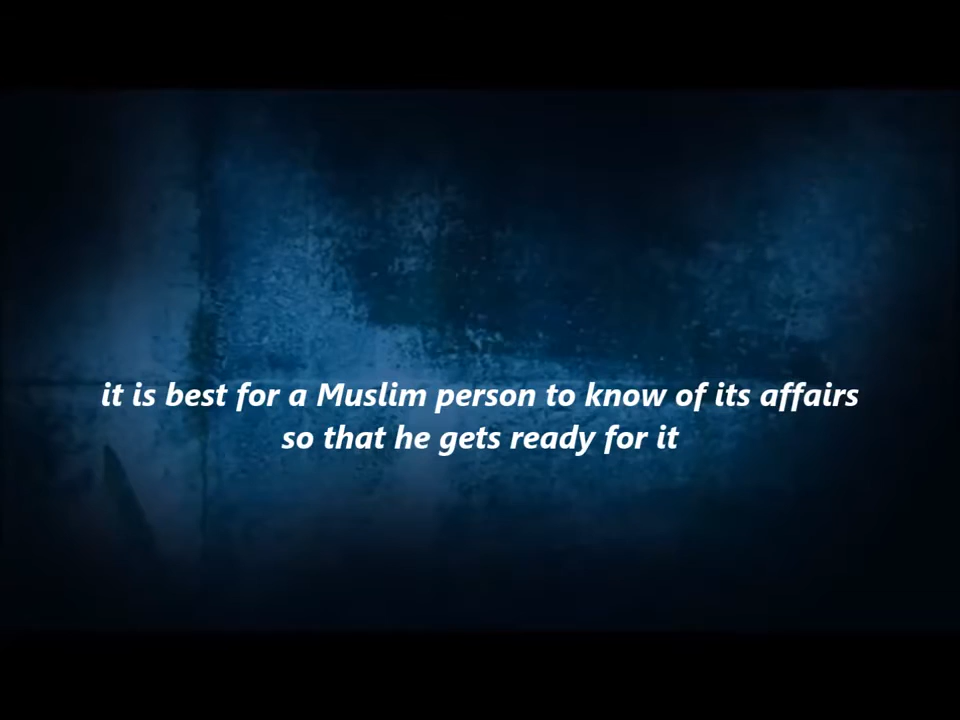 it is best for a Muslim person to know of its affairs
so that he gets ready for it